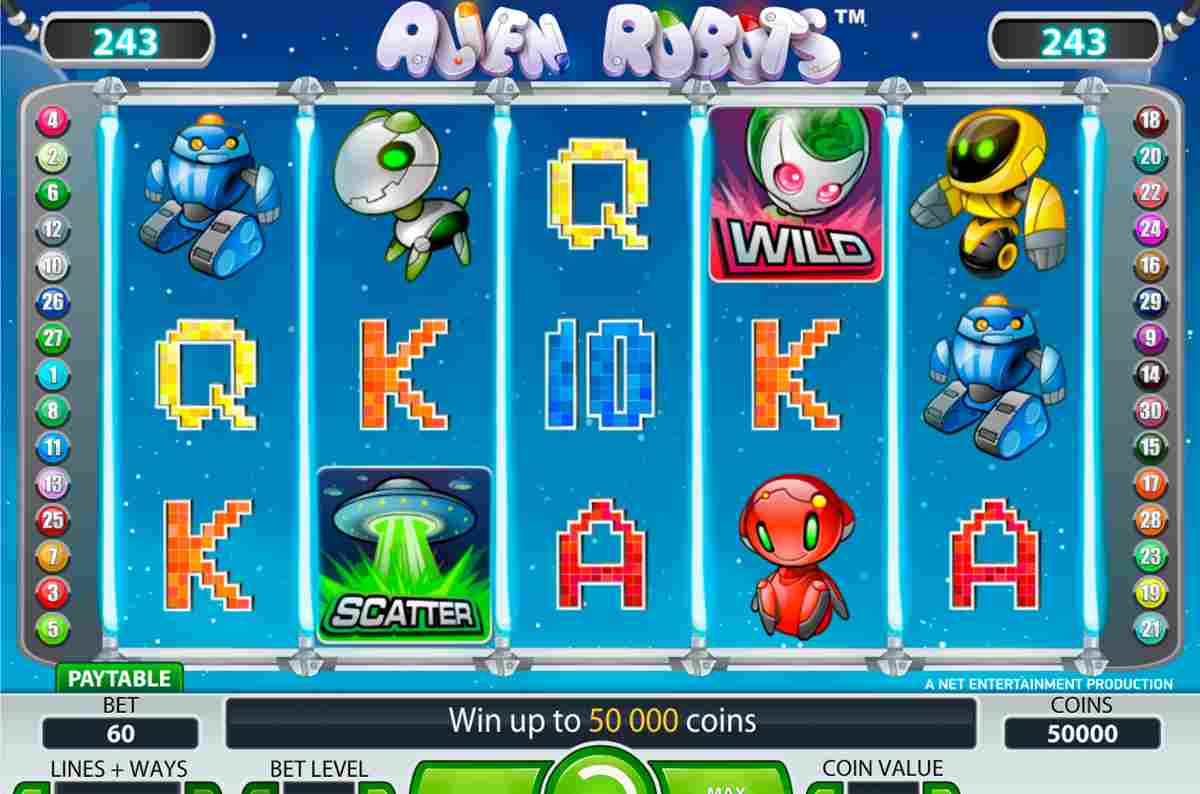 ALIEN ROBOTS™
243
243
4
2
6
12
10
26
27
1
8
11
13
25
7
3
5
Q
WILD
Q
K
10
K
K
SCATTER
A
A
18
20
22
24
16
29
9
14
30
15
17
28
23
19
21
PAYTABLE
A NET ENTERTAINMENT PRODUCTION
BET
60
Win up to 50 000 coins
COINS
50000
LINES + WAYS
BET LEVEL
MAX
COIN VALUE